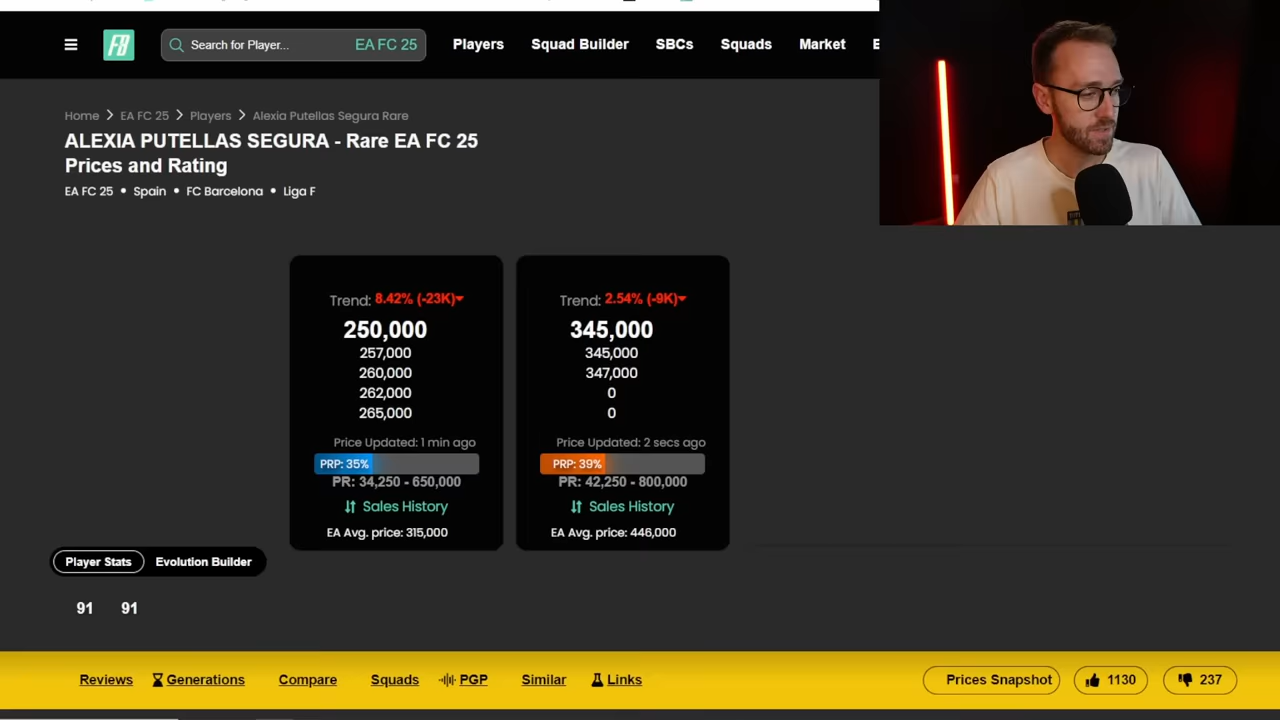 FB
Search for Player... EA FC 25
Players
Squad Builder
SBCs
Squads
Market
E
Home > EA FC 25 > Players > Alexia Putellas Segura Rare
ALEXIA PUTELLAS SEGURA - Rare EA FC 25
Prices and Rating
EA FC 25 • Spain • FC Barcelona • Liga F
Trend: 8.42% (-23K)
250,000
257,000
260,000
262,000
265,000
Price Updated: 1 min ago
PRP: 35%
PR: 34,250 - 650,000
Sales History
EA Avg. price: 315,000
Trend: 2.54% (-9K)
345,000
345,000
347,000
0
0
Price Updated: 2 secs ago
PRP: 39%
PR: 42,250 - 800,000
Sales History
EA Avg. price: 446,000
Player Stats
Evolution Builder
91 91
Reviews
Generations
Compare
Squads
PGP
Similar
Links
Prices Snapshot
1130
237